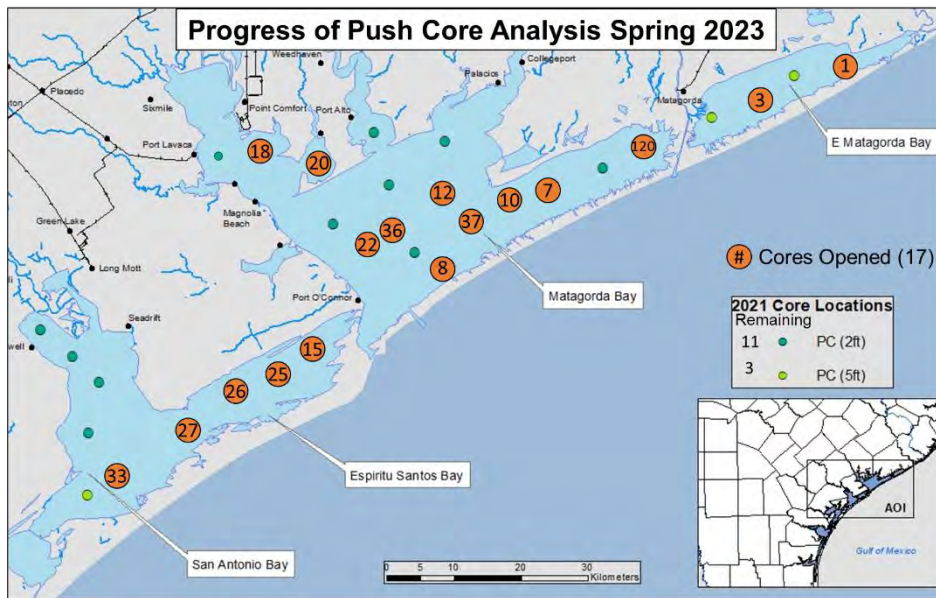 Progress of Push Core Analysis Spring 2023
Weedhaven
Collegeport
Placedo
Palacios
Sixmile
Point Comfort
Port Alto
Matagorda
1
3
E Matagorda Bay
Port Lavaca
18
20
120
12
10
7
Magnolia Beach
Green Lake
36
37
22
8
# Cores Opened (17)
Long Mott
Matagorda Bay
Port O'Connor
2021 Core Locations
Remaining
11 PC (2ft)
3 PC (5ft)
Seadrift
well
15
25
26
27
33
Espiritu Santos Bay
San Antonio Bay
AOI
Gulf of Mexico
0 5 10 20 30
Kilometers